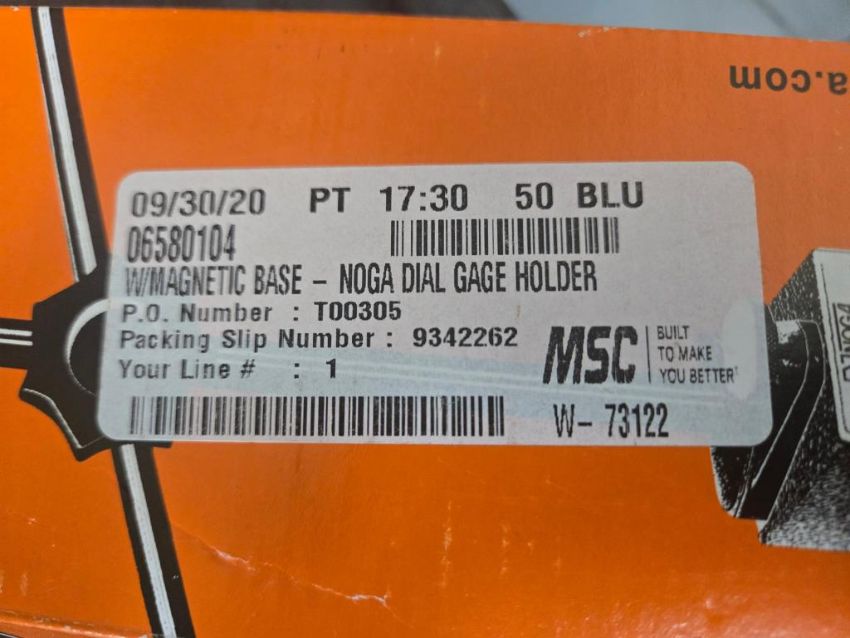 a.com
09/30/20 PT 17:30 50 BLU
06580104
W/MAGNETIC BASE - NOGA DIAL GAGE HOLDER
P.O. Number : T00305
Packing Slip Number : 9342262
Your Line # : 1
MSC
BUILT
TO MAKE
YOU BETTER
W- 73122